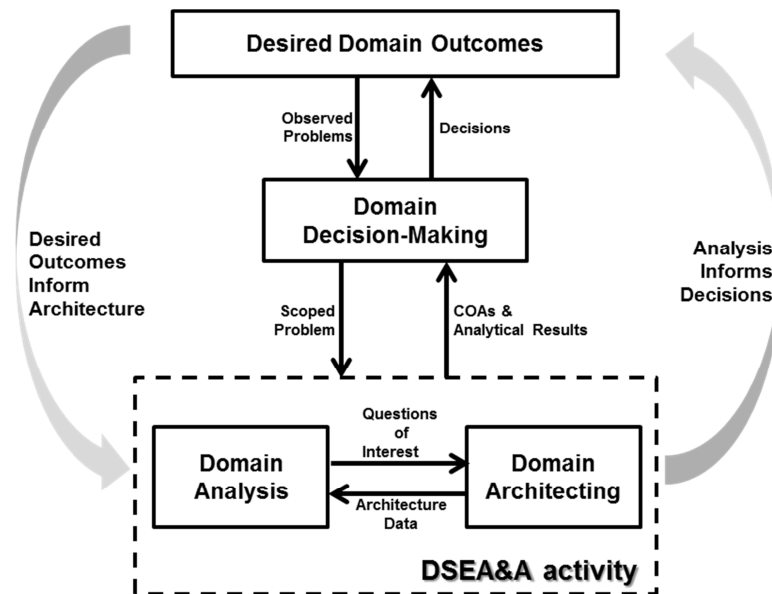 Desired Domain Outcomes
Observed
Problems
Decisions
Domain
Decision-Making
Desired
Outcomes
Inform
Architecture
Analysis
Informs
Decisions
Scoped
Problem
COAs &
Analytical Results
Questions
of
Interest
Domain
Analysis
Domain
Architecting
Architecture
Data
DSEA&A activity